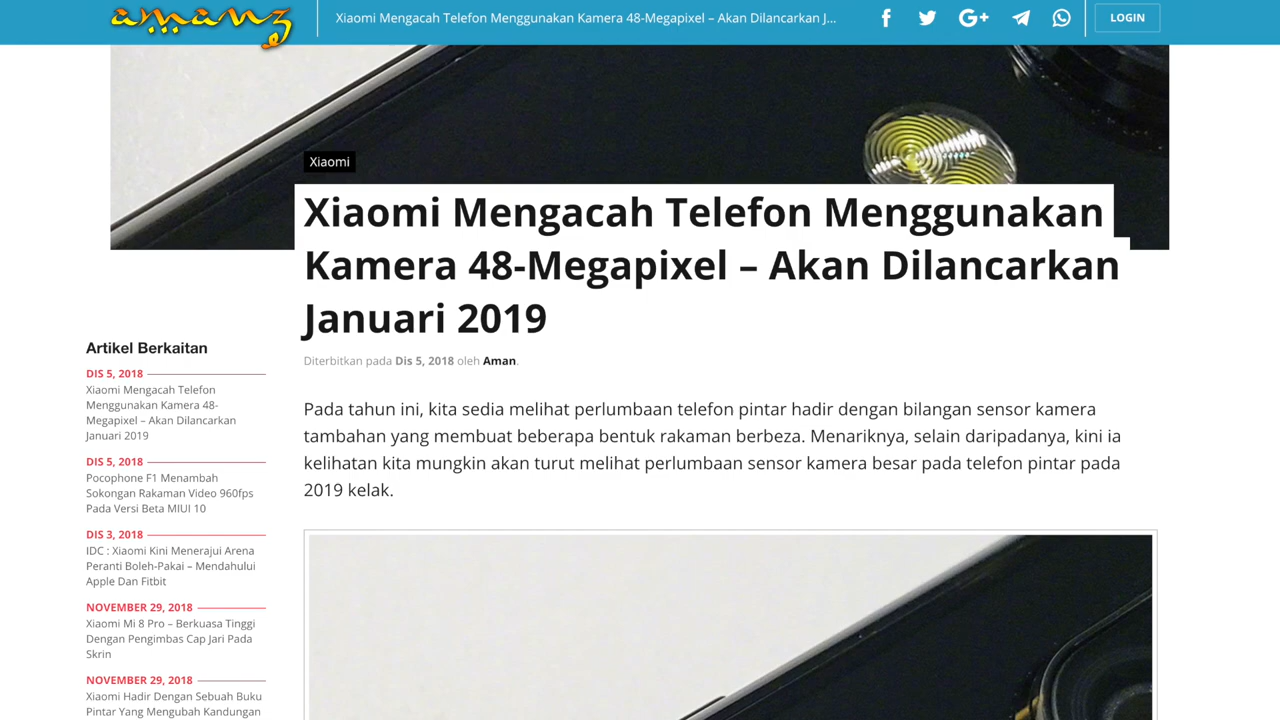 amanz
Xiaomi Mengacah Telefon Menggunakan Kamera 48-Megapixel – Akan Dilancarkan J...
LOGIN
Xiaomi
Xiaomi Mengacah Telefon Menggunakan
Kamera 48-Megapixel – Akan Dilancarkan
Januari 2019
Diterbitkan pada Dis 5, 2018 oleh Aman.
Pada tahun ini, kita sedia melihat perlumbaan telefon pintar hadir dengan bilangan sensor kamera
tambahan yang membuat beberapa bentuk rakaman berbeza. Menariknya, selain daripadanya, kini ia
kelihatan kita mungkin akan turut melihat perlumbaan sensor kamera besar pada telefon pintar pada
2019 kelak.
Artikel Berkaitan
DIS 5, 2018
Xiaomi Mengacah Telefon
Menggunakan Kamera 48-
Megapixel – Akan Dilancarkan
Januari 2019
DIS 5, 2018
Pocophone F1 Menambah
Sokongan Rakaman Video 960fps
Pada Versi Beta MIUI 10
DIS 3, 2018
IDC : Xiaomi Kini Menerajui Arena
Peranti Boleh-Pakai – Mendahului
Apple Dan Fitbit
NOVEMBER 29, 2018
Xiaomi Mi 8 Pro – Berkuasa Tinggi
Dengan Pengimbas Cap Jari Pada
Skrin
NOVEMBER 29, 2018
Xiaomi Hadir Dengan Sebuah Buku
Pintar Yang Mengubah Kandungan